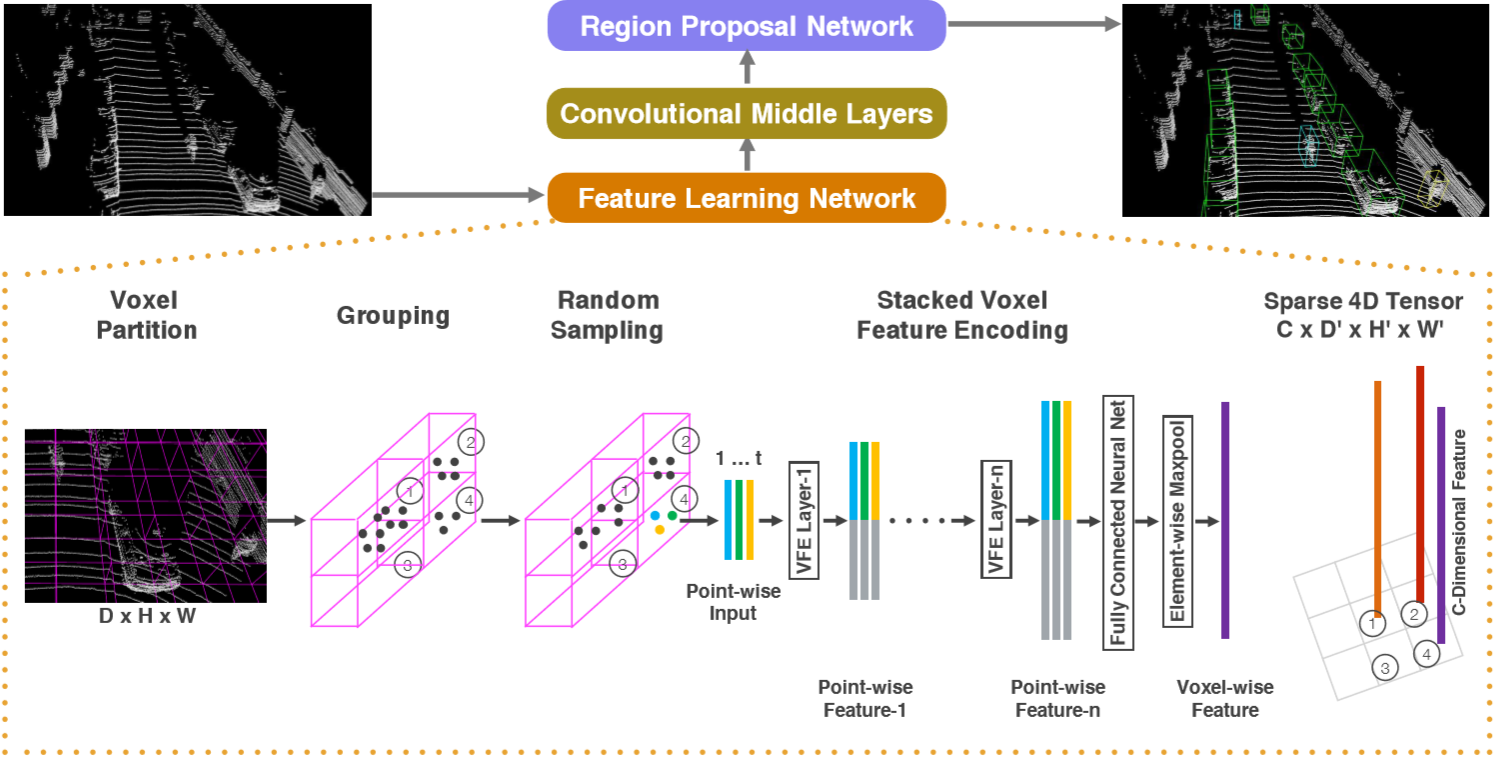 Region Proposal Network
Convolutional Middle Layers
Feature Learning Network
Voxel
Partition
Grouping
Random
Sampling
Stacked Voxel
Feature Encoding
Sparse 4D Tensor
C x D' x H' x W'
D x H x W
1
2
3
4
1
2
3
4
1 ... t
Point-wise
Input
VFE Layer-1
Point-wise
Feature-1
VFE Layer-n
Point-wise
Feature-n
Fully Connected Neural Net
Element-wise Maxpool
Voxel-wise
Feature
C-Dimensional Feature
1
2
3
4